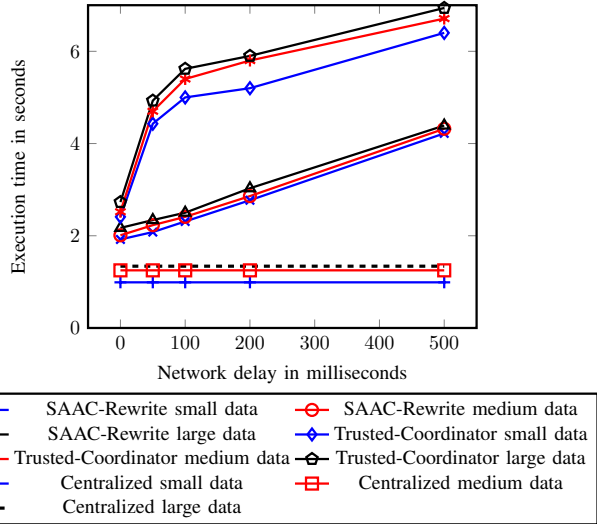 6
4
2
0
Execution time in seconds
0 100 200 300 400 500
Network delay in milliseconds
SAAC-Rewrite small data SAAC-Rewrite medium data
SAAC-Rewrite large data Trusted-Coordinator small data
Trusted-Coordinator medium data Trusted-Coordinator large data
Centralized small data Centralized medium data
Centralized large data